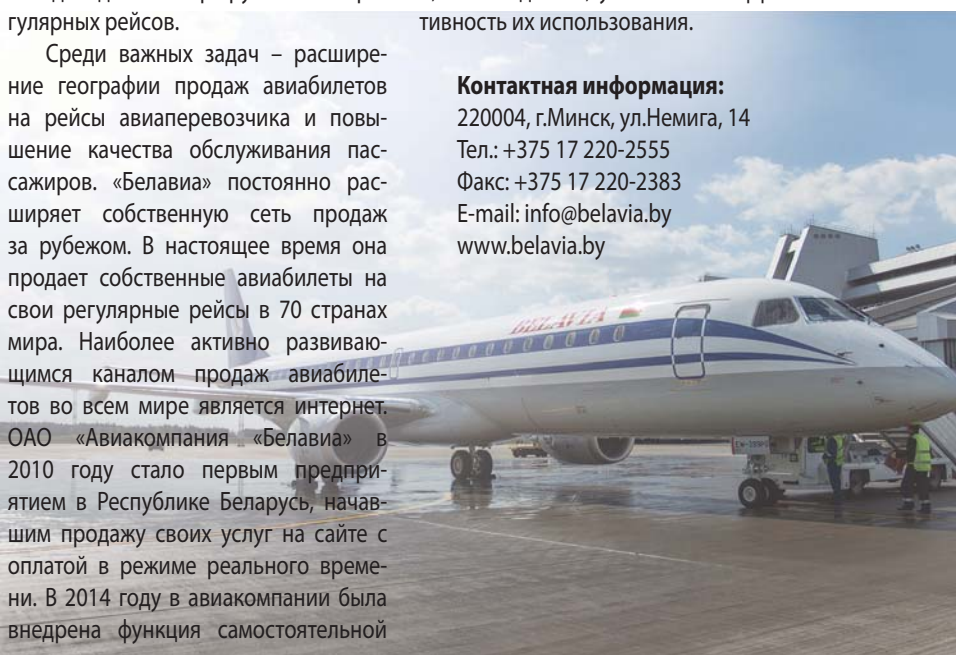 гулярных рейсов.
Среди важных задач – расшире-
ние географии продаж авиабилетов
на рейсы авиаперевозчика и повы-
шение качества обслуживания пас-
сажиров. «Белавиа» постоянно рас-
ширяет собственную сеть продаж
за рубежом. В настоящее время она
продает собственные авиабилеты на
свои регулярные рейсы в 70 странах
мира. Наиболее активно развиваю-
щимся каналом продаж авиабиле-
тов во всем мире является интернет.
ОАО «Авиакомпания «Белавиа» в
2010 году стало первым предпри-
ятием в Республике Беларусь, начав-
шим продажу своих услуг на сайте с
оплатой в режиме реального време-
ни. В 2014 году в авиакомпании была
внедрена функция самостоятельной
тивность их использования.
Контактная информация:
220004, г.Минск, ул.Немига, 14
Тел.: +375 17 220-2555
Факс: +375 17 220-2383
E-mail: info@belavia.by
www.belavia.by
BELAVIA